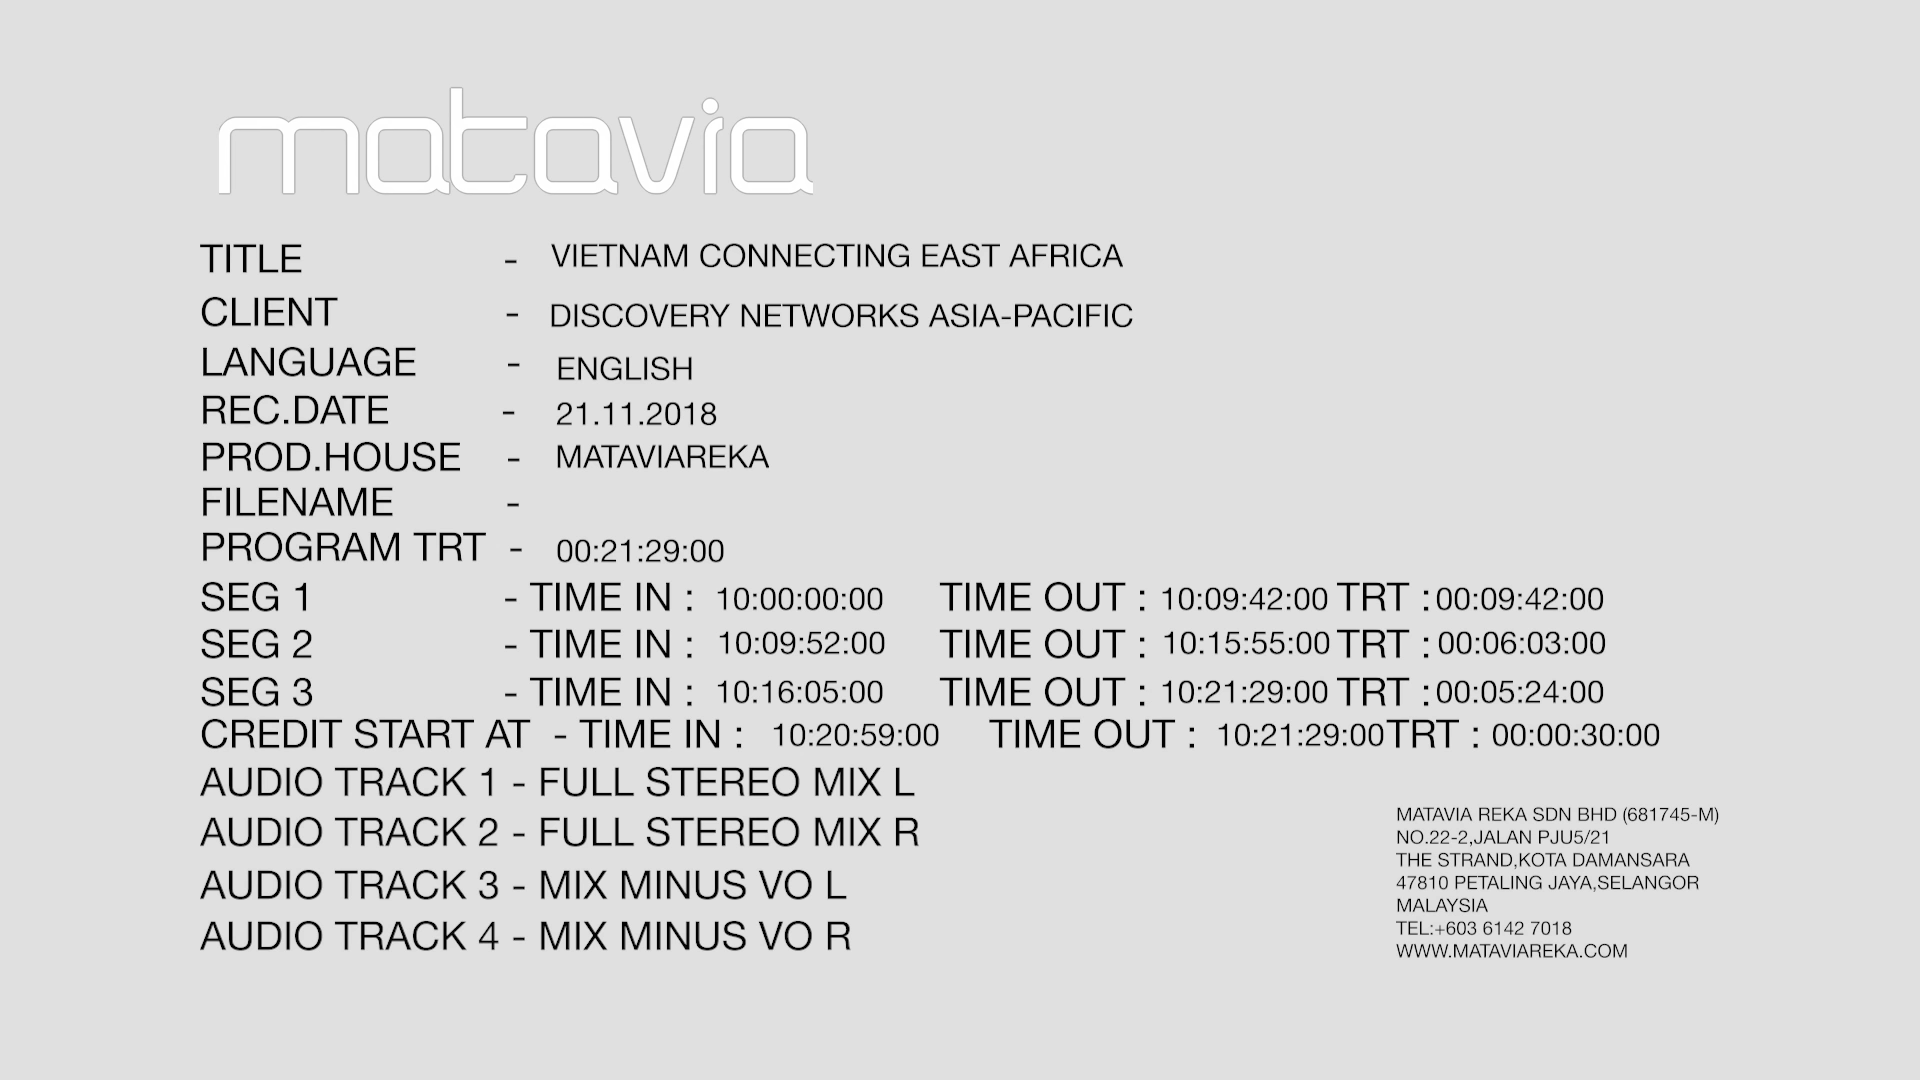 matavia
TITLE - VIETNAM CONNECTING EAST AFRICA
CLIENT - DISCOVERY NETWORKS ASIA-PACIFIC
LANGUAGE - ENGLISH
REC.DATE - 21.11.2018
PROD.HOUSE - MATAVIAREKA
FILENAME -
PROGRAM TRT - 00:21:29:00
SEG 1 - TIME IN : 10:00:00:00 TIME OUT : 10:09:42:00 TRT :00:09:42:00
SEG 2 - TIME IN : 10:09:52:00 TIME OUT : 10:15:55:00 TRT :00:06:03:00
SEG 3 - TIME IN : 10:16:05:00 TIME OUT : 10:21:29:00 TRT :00:05:24:00
CREDIT START AT - TIME IN : 10:20:59:00 TIME OUT : 10:21:29:00TRT : 00:00:30:00
AUDIO TRACK 1 - FULL STEREO MIX L
AUDIO TRACK 2 - FULL STEREO MIX R
AUDIO TRACK 3 - MIX MINUS VO L
AUDIO TRACK 4 - MIX MINUS VO R
MATAVIA REKA SDN BHD (681745-M)
NO.22-2,JALAN PJU5/21
THE STRAND,KOTA DAMANSARA
47810 PETALING JAYA,SELANGOR
MALAYSIA
TEL:+603 6142 7018
WWW.MATAVIAREKA.COM